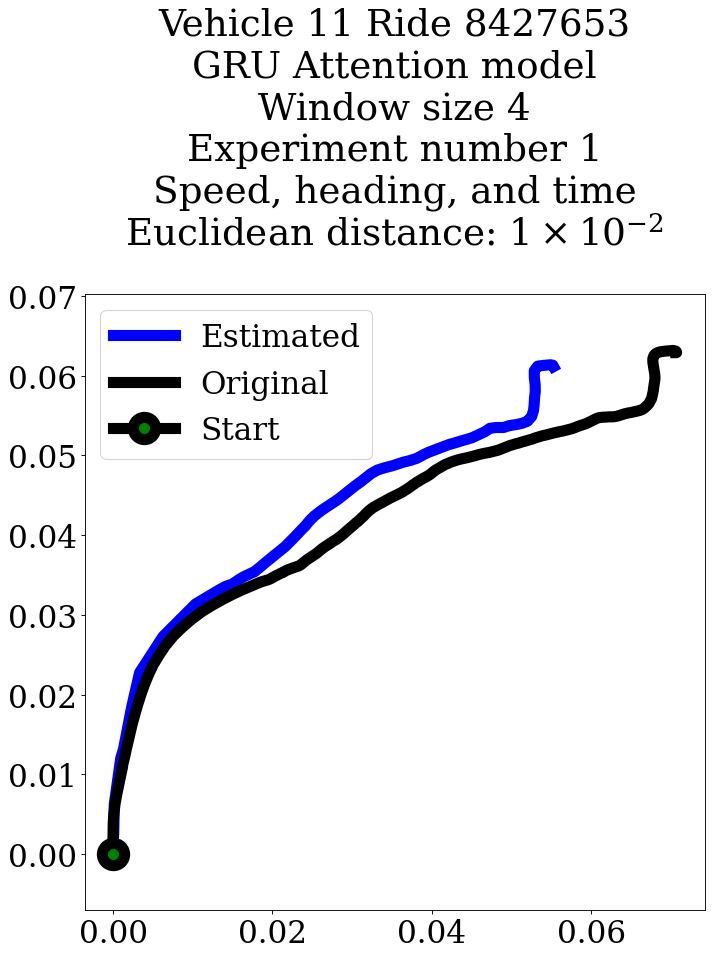 Vehicle 11 Ride 8427653
GRU Attention model
Window size 4
Experiment number 1
Speed, heading, and time
Euclidean distance: 1 × 10⁻²
0.07
0.06
0.05
0.04
0.03
0.02
0.01
0.00
Estimated
Original
Start
0.00 0.02 0.04 0.06